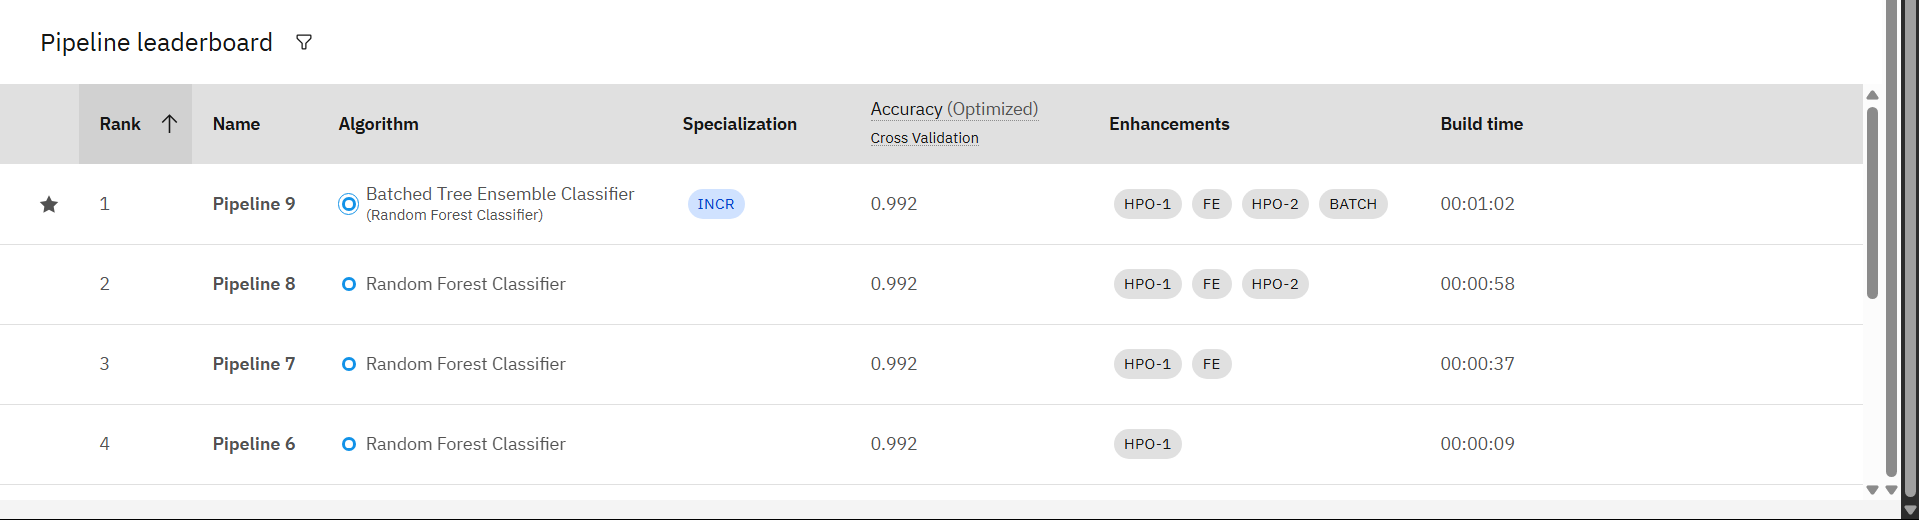 Pipeline leaderboard
Rank Name Algorithm Specialization Accuracy (Optimized) Enhancements Build time
Cross Validation
1 Pipeline 9 Batched Tree Ensemble Classifier INCR 0.992 HPO-1 FE HPO-2 BATCH 00:01:02
(Random Forest Classifier)
2 Pipeline 8 Random Forest Classifier 0.992 HPO-1 FE HPO-2 00:00:58
3 Pipeline 7 Random Forest Classifier 0.992 HPO-1 FE 00:00:37
4 Pipeline 6 Random Forest Classifier 0.992 HPO-1 00:00:09